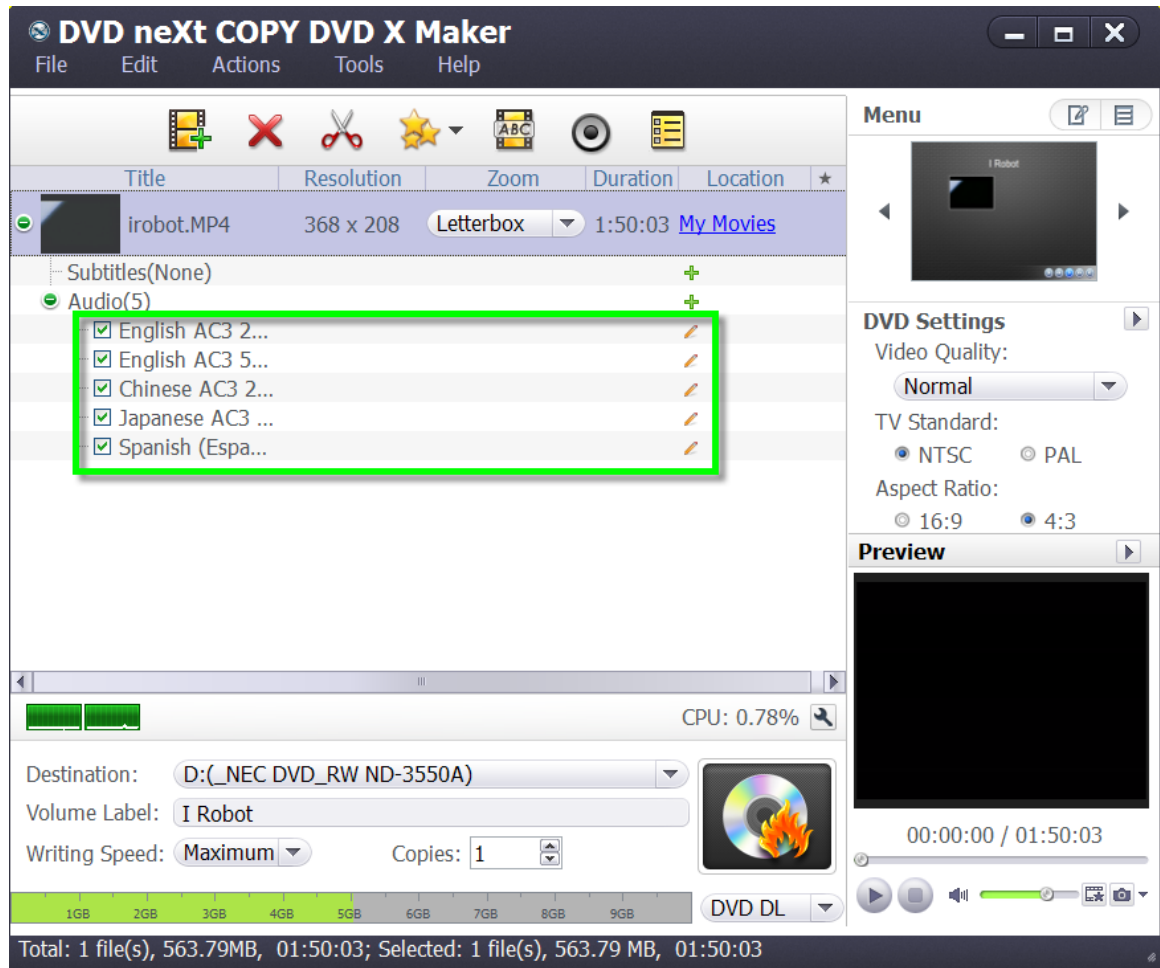 DVD neXt COPY DVD X Maker
File Edit Actions Tools Help
ABC
Title Resolution Zoom Duration Location ★
irobot.MP4 368 x 208 Letterbox 1:50:03 My Movies
Subtitles(None)
Audio(5)
English AC3 2...
English AC3 5...
Chinese AC3 2...
Japanese AC3 ...
Spanish (Espa...
CPU: 0.78%
Destination: D:(_NEC DVD_RW ND-3550A)
Volume Label: I Robot
Writing Speed: Maximum Copies: 1
1GB 2GB 3GB 4GB 5GB 6GB 7GB 8GB 9GB DVD DL
Menu
I Robot
DVD Settings
Video Quality:
Normal
TV Standard:
NTSC PAL
Aspect Ratio:
16:9 4:3
Preview
00:00:00 / 01:50:03
Total: 1 file(s), 563.79MB, 01:50:03; Selected: 1 file(s), 563.79 MB, 01:50:03